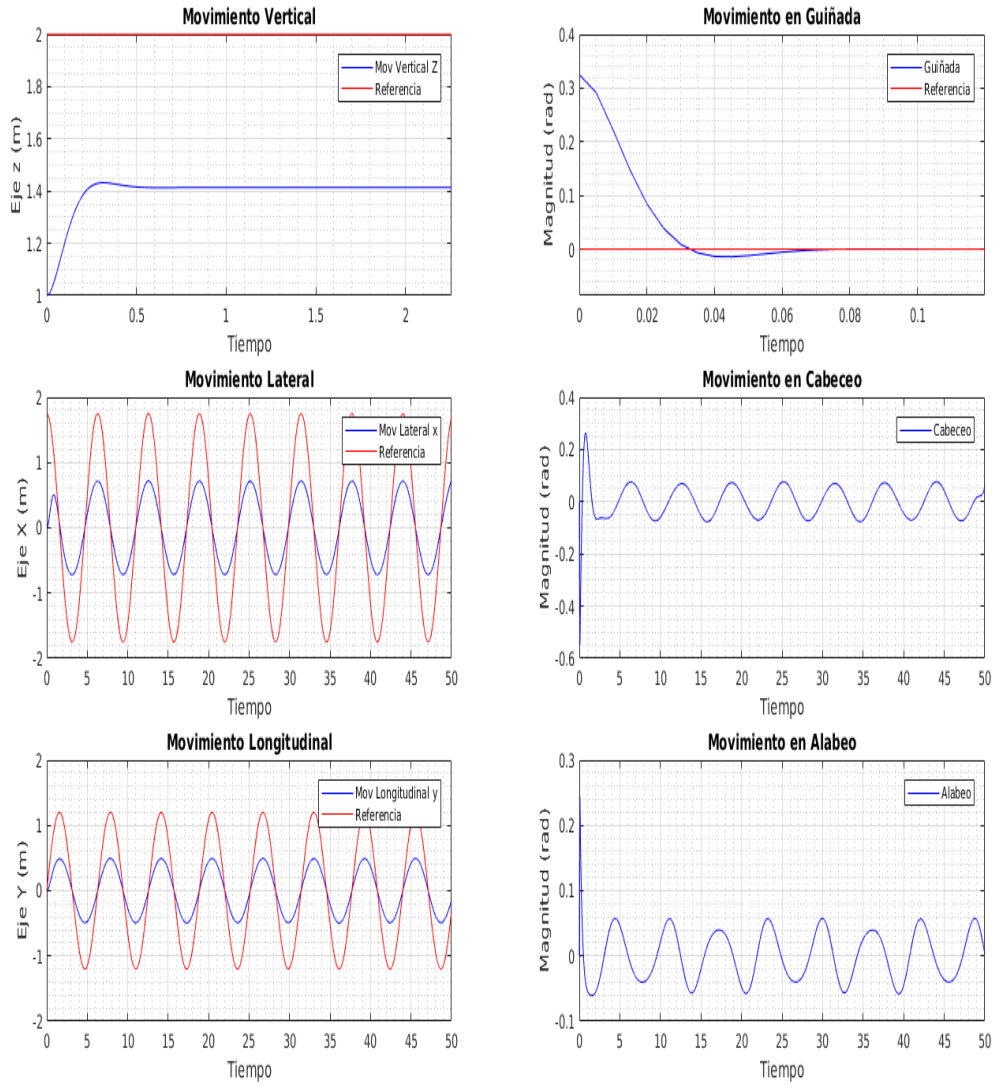 Movimiento Vertical
2
1.8
1.6
1.4
1.2
1
Eje z (m)
Mov Vertical Z
Referencia
0 0.5 1 1.5 2
Tiempo
Movimiento en Guiñada
0.4
0.3
0.2
0.1
0
Magnitud (rad)
Guiñada
Referencia
0 0.02 0.04 0.06 0.08 0.1
Tiempo
Movimiento Lateral
2
1
0
-1
-2
Eje X (m)
Mov Lateral x
Referencia
0 5 10 15 20 25 30 35 40 45 50
Tiempo
Movimiento en Cabeceo
0.4
0.2
0
-0.2
-0.4
-0.6
Magnitud (rad)
Cabeceo
0 5 10 15 20 25 30 35 40 45 50
Tiempo
Movimiento Longitudinal
2
1
0
-1
-2
Eje Y (m)
Mov Longitudinal y
Referencia
0 5 10 15 20 25 30 35 40 45 50
Tiempo
Movimiento en Alabeo
0.3
0.2
0.1
0
-0.1
Magnitud (rad)
Alabeo
0 5 10 15 20 25 30 35 40 45 50
Tiempo